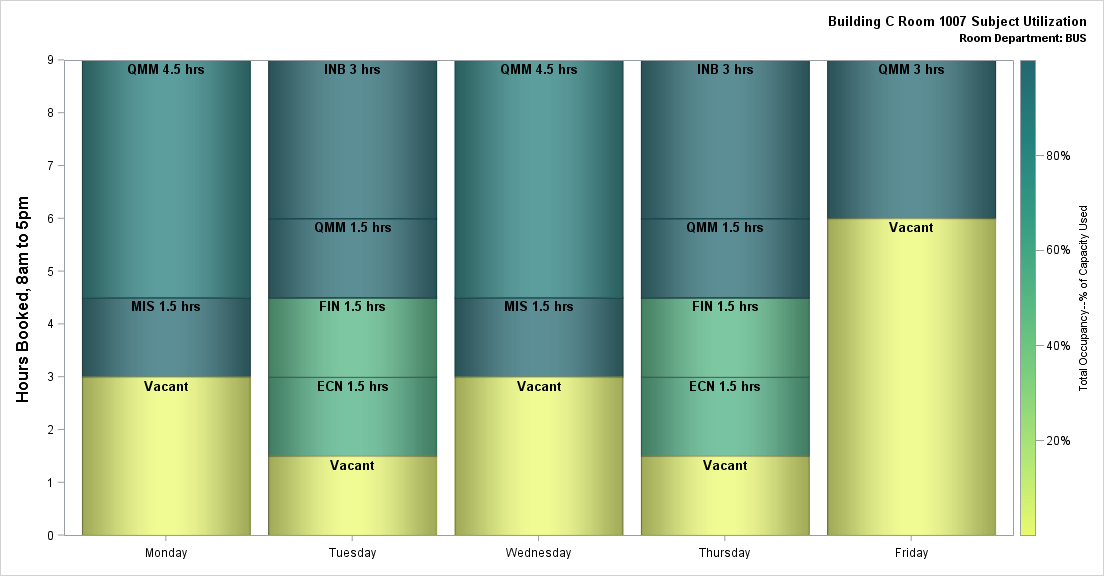 Building C Room 1007 Subject Utilization
Room Department: BUS
Hours Booked, 8am to 5pm
9
8
7
6
5
4
3
2
1
0
QMM 4.5 hrs
MIS 1.5 hrs
Vacant
INB 3 hrs
QMM 1.5 hrs
FIN 1.5 hrs
ECN 1.5 hrs
Vacant
QMM 4.5 hrs
MIS 1.5 hrs
Vacant
INB 3 hrs
QMM 1.5 hrs
FIN 1.5 hrs
ECN 1.5 hrs
Vacant
QMM 3 hrs
Vacant
Monday
Tuesday
Wednesday
Thursday
Friday
80%
60%
40%
20%
Total Occupancy--% of Capacity Used